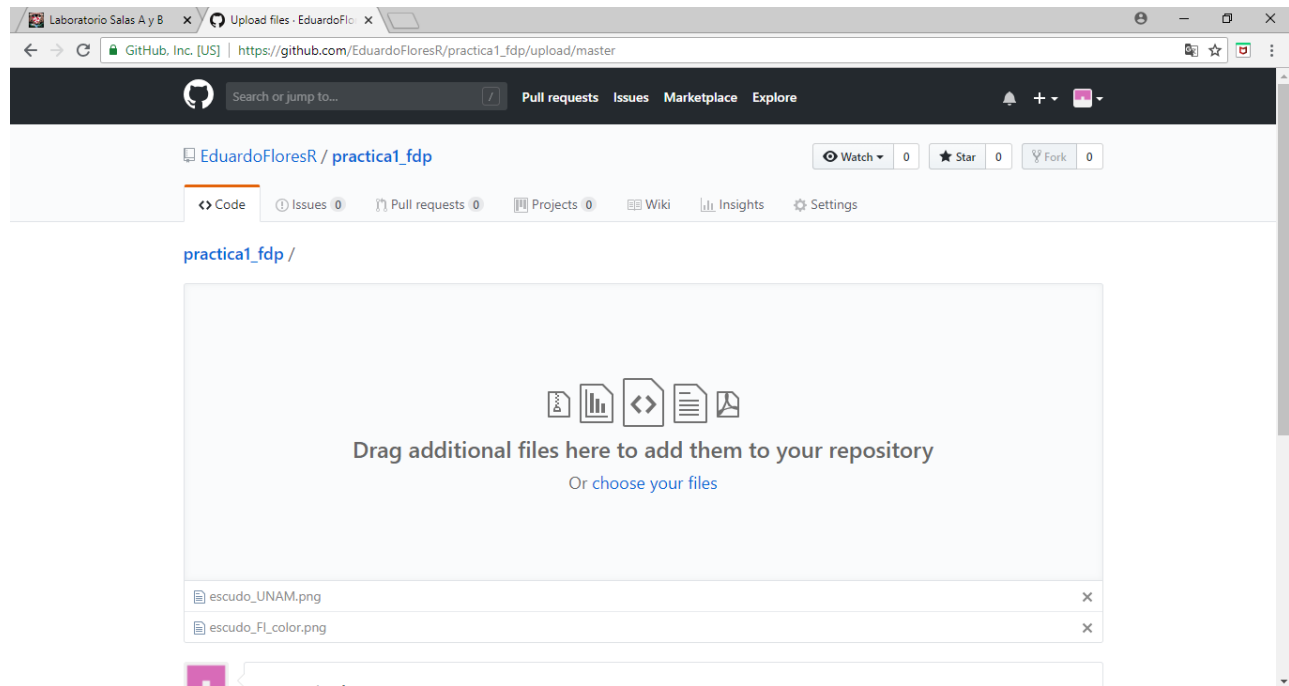 Laboratorio Salas A y B
Upload files · EduardoFlo
GitHub, Inc. [US] | https://github.com/EduardoFloresR/practica1_fdp/upload/master
Search or jump to... /
Pull requests Issues Marketplace Explore
EduardoFloresR / practica1_fdp
Watch 0 Star 0 Fork 0
Code Issues 0 Pull requests 0 Projects 0 Wiki Insights Settings
practica1_fdp /
Drag additional files here to add them to your repository
Or choose your files
escudo_UNAM.png
escudo_FI_color.png